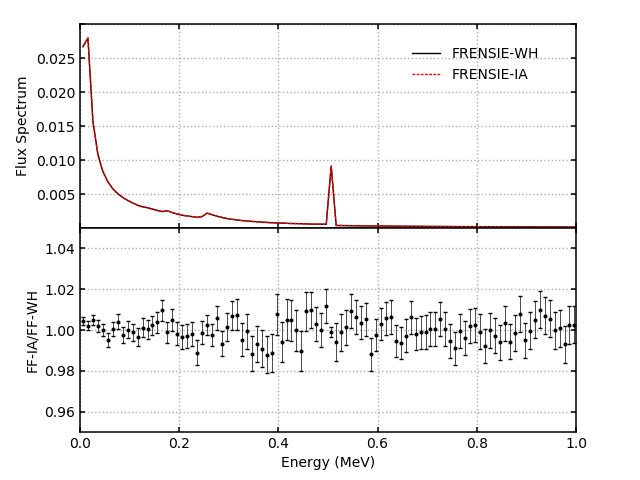 Flux Spectrum
0.025
0.020
0.015
0.010
0.005
FRENSIE-WH
FRENSIE-IA
FF-IA/FF-WH
1.04
1.02
1.00
0.98
0.96
0.0 0.2 0.4 0.6 0.8 1.0
Energy (MeV)